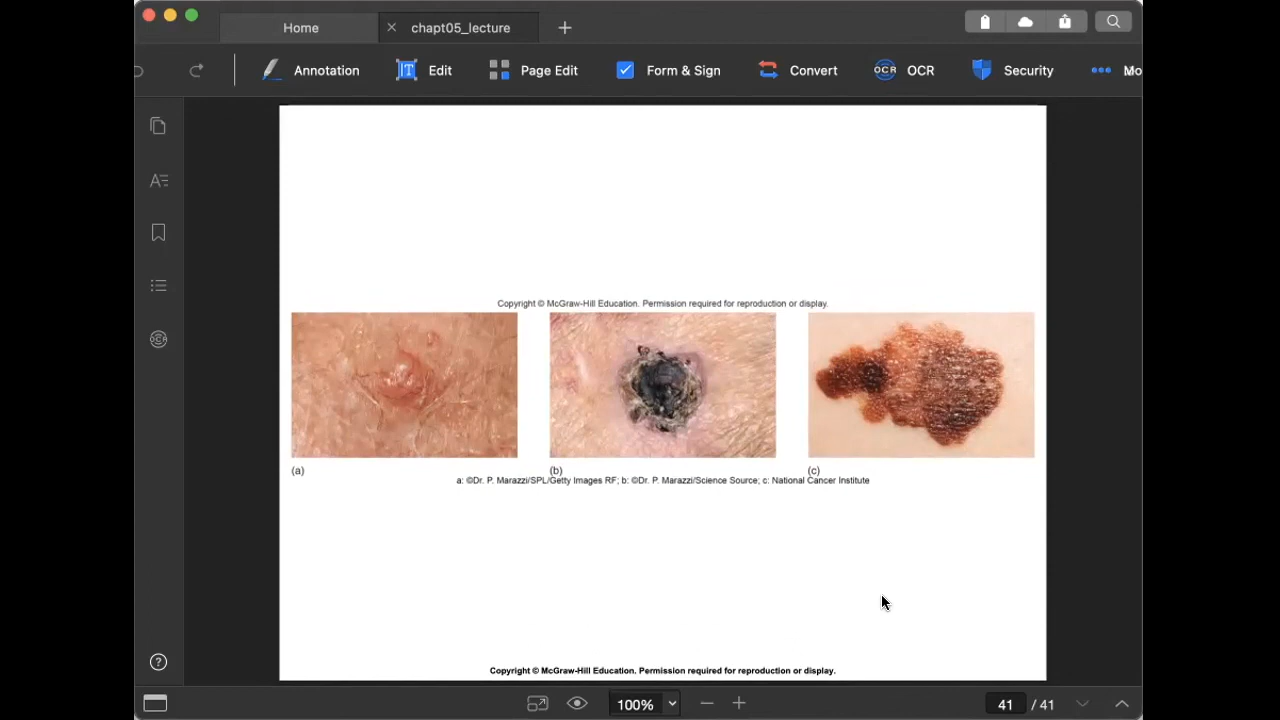 Home
chapt05_lecture
Annotation
Edit
Page Edit
Form & Sign
Convert
OCR
OCR
Security
Mo
A
OCR
Copyright © McGraw-Hill Education. Permission required for reproduction or display.
(a)
(b)
(c)
a: ©Dr. P. Marazzi/SPL/Getty Images RF; b: ©Dr. P. Marazzi/Science Source; c: National Cancer Institute
Copyright © McGraw-Hill Education. Permission required for reproduction or display.
?
100%
41 / 41